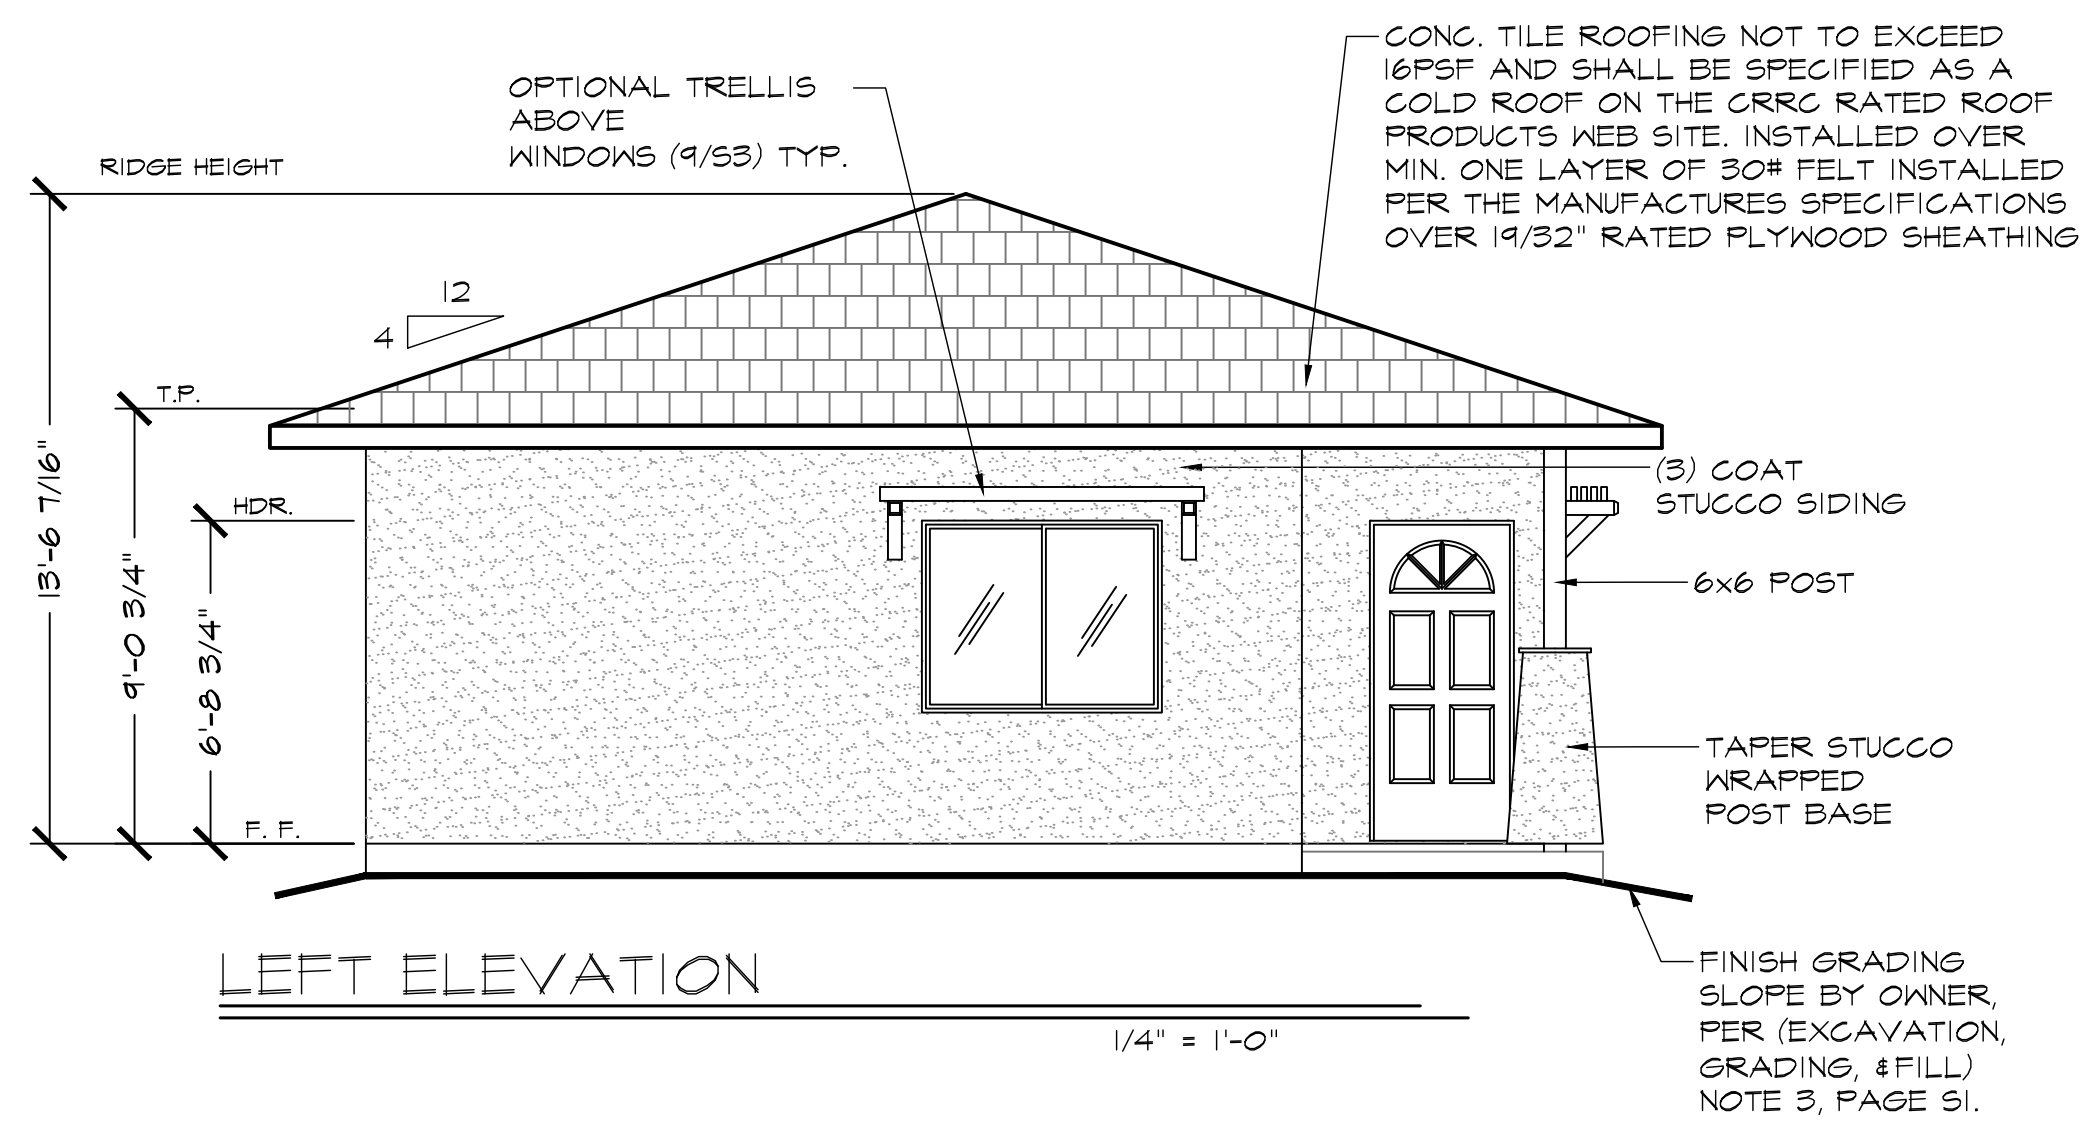 CONC. TILE ROOFING NOT TO EXCEED
16PSF AND SHALL BE SPECIFIED AS A
COLD ROOF ON THE CRRC RATED ROOF
PRODUCTS WEB SITE. INSTALLED OVER
MIN. ONE LAYER OF 30# FELT INSTALLED
PER THE MANUFACTURES SPECIFICATIONS
OVER 19/32" RATED PLYWOOD SHEATHING
OPTIONAL TRELLIS
ABOVE
WINDOWS (9/S3) TYP.
RIDGE HEIGHT
12
4
T.P.
HDR.
F. F.
13'-6 7/16"
9'-0 3/4"
6'-8 3/4"
(3) COAT
STUCCO SIDING
6x6 POST
TAPER STUCCO
WRAPPED
POST BASE
FINISH GRADING
SLOPE BY OWNER,
PER (EXCAVATION,
GRADING, &FILL)
NOTE 3, PAGE S1.
LEFT ELEVATION
1/4" = 1'-0"